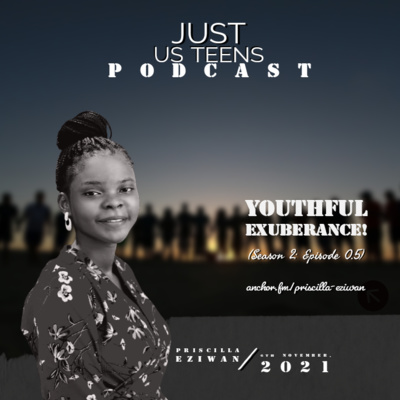 JUST
US TEENS
PODCAST
YOUTHFUL
EXUBERANCE!
(Season 2: Episode 0.5)
anchor.fm/priscilla-eziwan
PRISCILLA
EZIWAN
6TH NOVEMBER,
2021